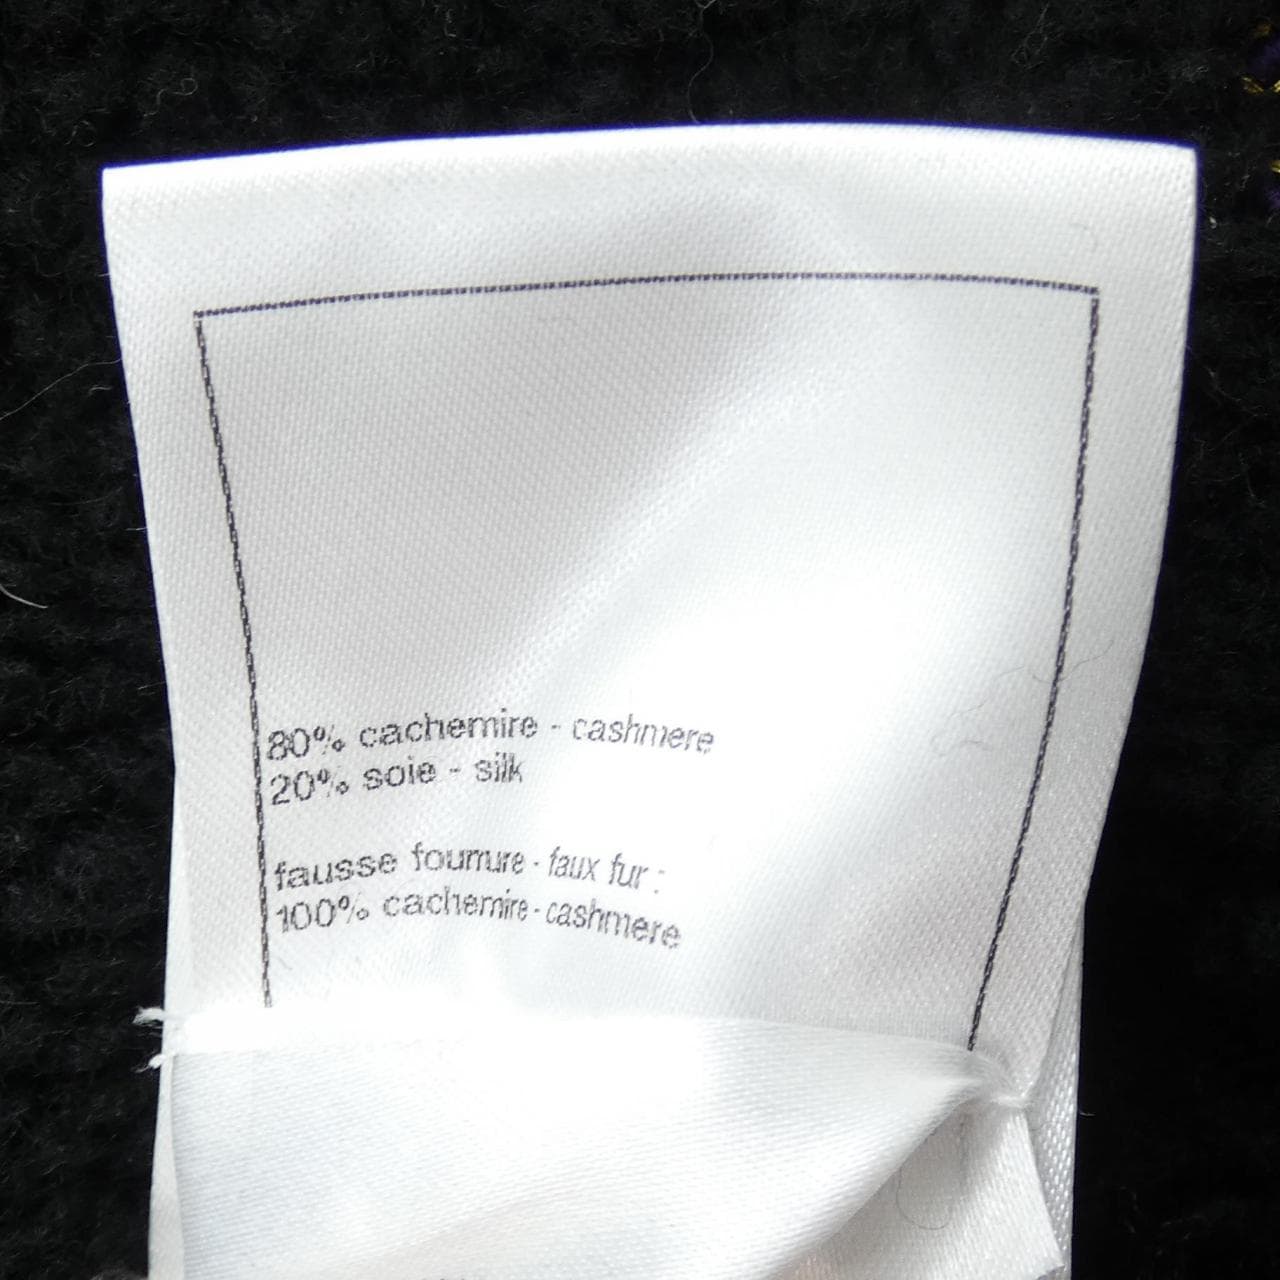 80% cachemire - cashmere
20% soie - silk
fausse fourrure - faux fur :
100% cachemire - cashmere